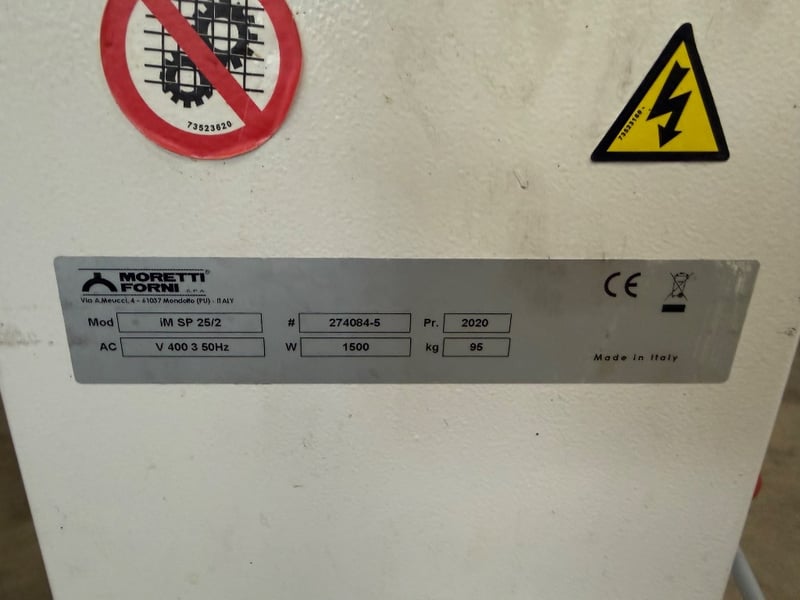 73523620
73523160
MORETTI®
FORNI S.P.A.
Via A.Meucci,4 - 61037 Mondolfo (PU) - ITALY
Mod iM SP 25/2 # 274084-5 Pr. 2020
AC V 400 3 50Hz W 1500 kg 95
CE
Made in Italy